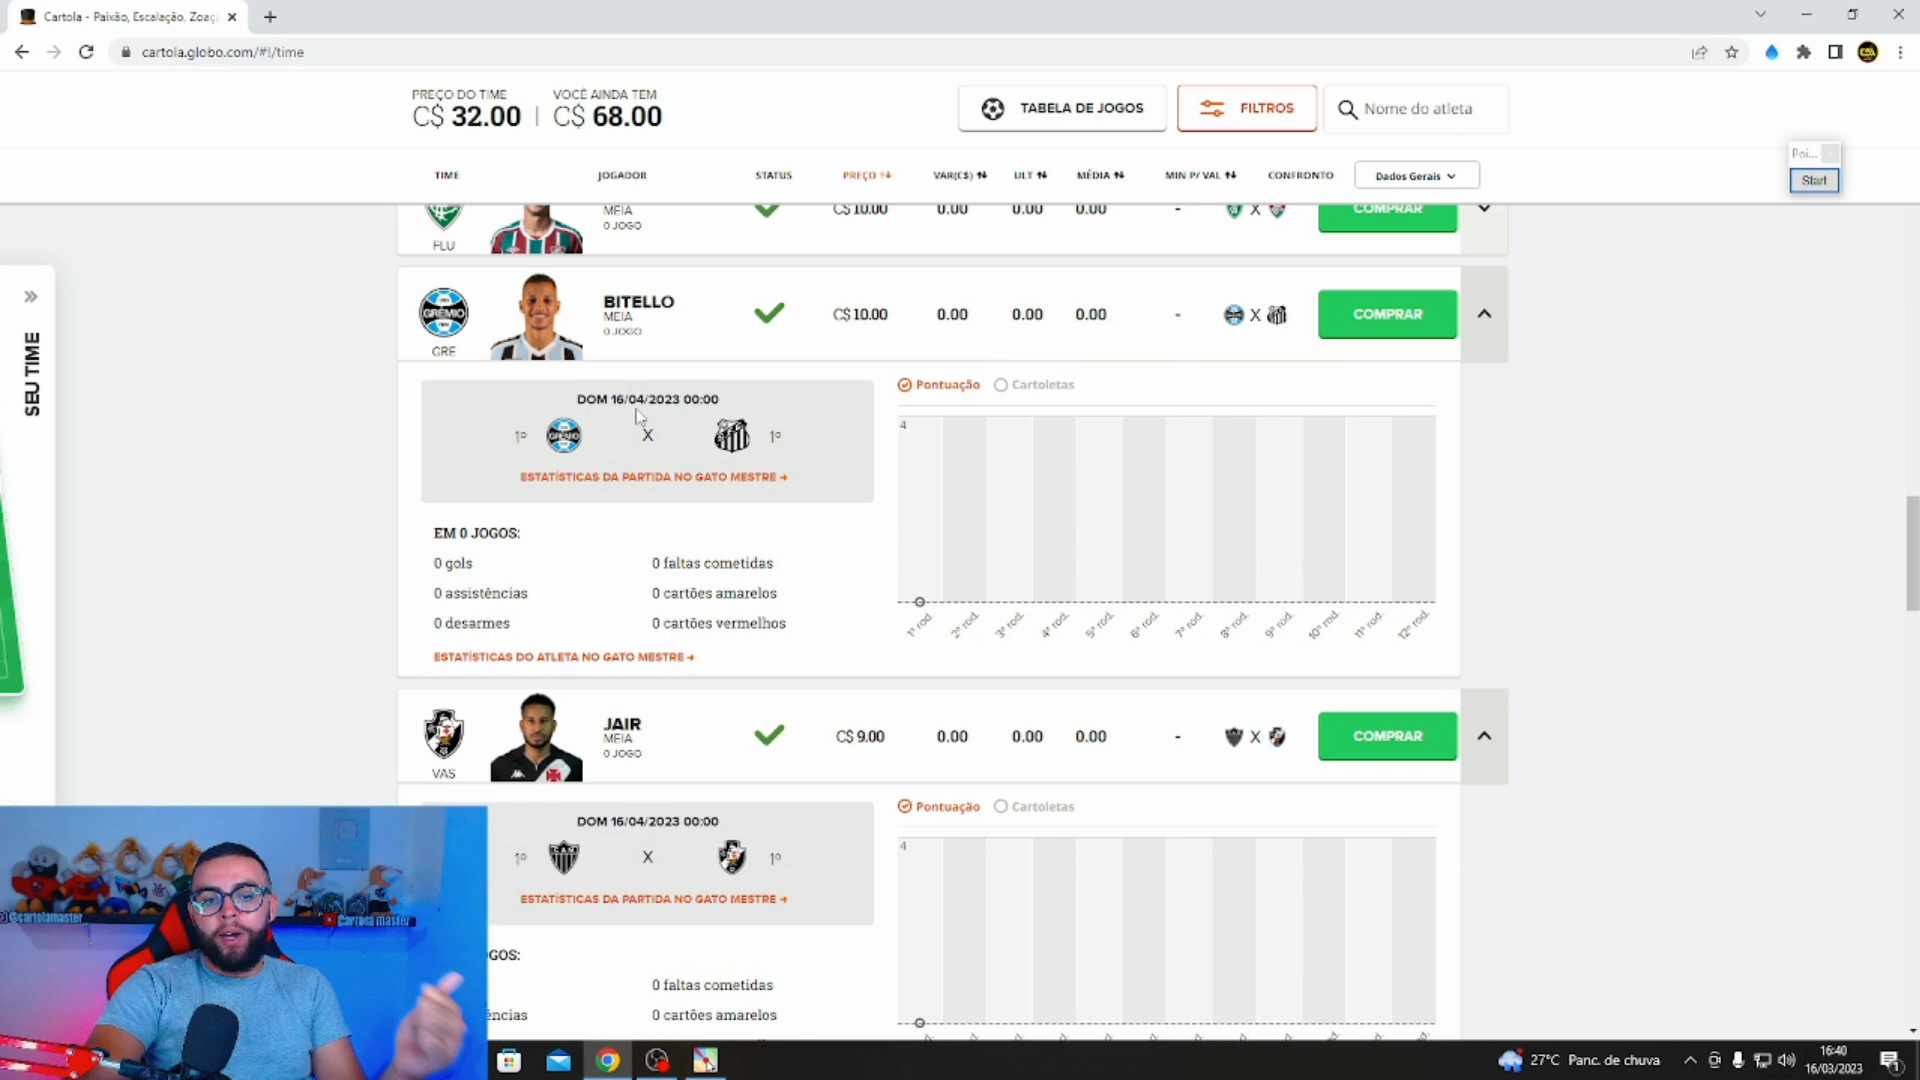 Cartola - Paixão, Escalação, Zoaç
cartola.globo.com/#!/time
PREÇO DO TIME
C$ 32.00
VOCÊ AINDA TEM
C$ 68.00
TABELA DE JOGOS
FILTROS
Nome do atleta
Poi...
Start
TIME
JOGADOR
STATUS
PREÇO
VAR(C$)
ULT
MÉDIA
MIN P/ VAL
CONFRONTO
Dados Gerais
FLU
MEIA
0 JOGO
C$ 10.00
0.00
0.00
0.00
-
X
COMPRAR
GRÊMIO
GRE
BITELLO
MEIA
0 JOGO
C$ 10.00
0.00
0.00
0.00
-
X
COMPRAR
DOM 16/04/2023 00:00
1º
GRÊMIO
X
1º
ESTATÍSTICAS DA PARTIDA NO GATO MESTRE
EM 0 JOGOS:
0 gols
0 faltas cometidas
0 assistências
0 cartões amarelos
0 desarmes
0 cartões vermelhos
ESTATÍSTICAS DO ATLETA NO GATO MESTRE
Pontuação
Cartoletas
4
1ª rod.
2ª rod.
3ª rod.
4ª rod.
5ª rod.
6ª rod.
7ª rod.
8ª rod.
9ª rod.
10ª rod.
11ª rod.
12ª rod.
SEU TIME
VAS
JAIR
MEIA
0 JOGO
C$ 9.00
0.00
0.00
0.00
-
X
COMPRAR
DOM 16/04/2023 00:00
1º
CAM
X
1º
ESTATÍSTICAS DA PARTIDA NO GATO MESTRE
GOS:
0 faltas cometidas
ências
0 cartões amarelos
Pontuação
Cartoletas
4
@cartolamaster
Cartola master
27°C Panc. de chuva
16:40
16/03/2023
1